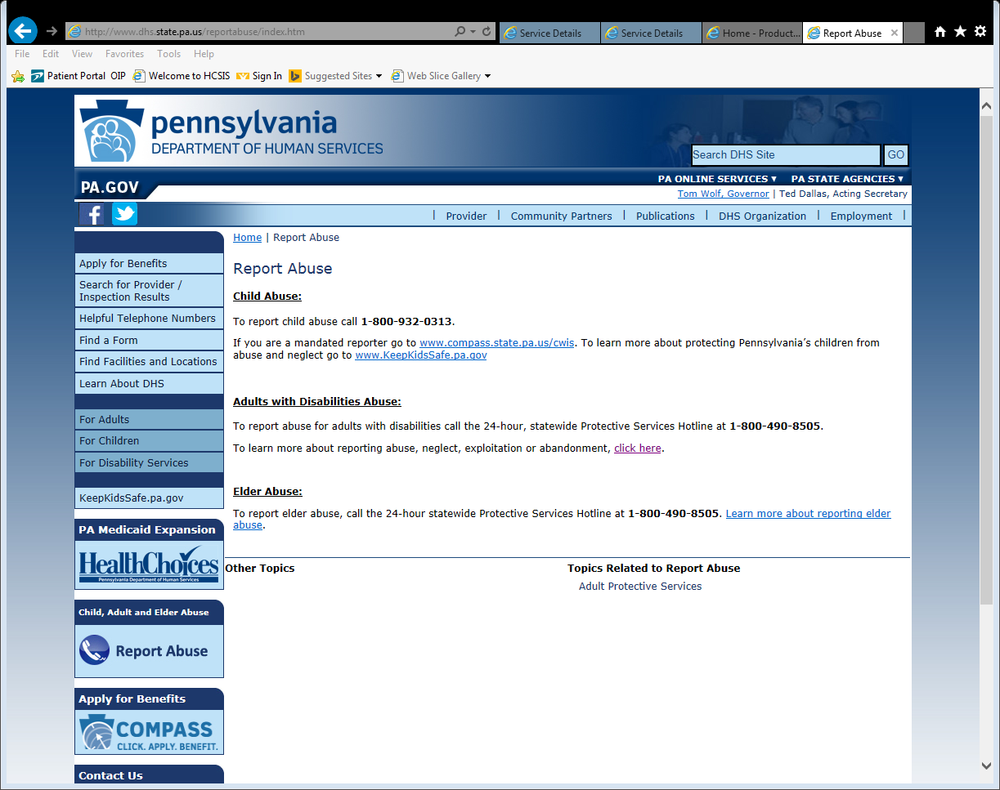 http://www.dhs.state.pa.us/reportabuse/index.htm
Service Details
Service Details
Home - Product...
Report Abuse
File Edit View Favorites Tools Help
Patient Portal OIP Welcome to HCSIS Sign In Suggested Sites Web Slice Gallery
pennsylvania
DEPARTMENT OF HUMAN SERVICES
Search DHS Site GO
PA.GOV
PA ONLINE SERVICES ▼ PA STATE AGENCIES ▼
Tom Wolf, Governor | Ted Dallas, Acting Secretary
| Provider | Community Partners | Publications | DHS Organization | Employment |
Apply for Benefits
Search for Provider /
Inspection Results
Helpful Telephone Numbers
Find a Form
Find Facilities and Locations
Learn About DHS
For Adults
For Children
For Disability Services
KeepKidsSafe.pa.gov
PA Medicaid Expansion
HealthChoices
Pennsylvania Department of Human Services
Child, Adult and Elder Abuse
Report Abuse
Apply for Benefits
COMPASS
CLICK. APPLY. BENEFIT.
Contact Us
Home | Report Abuse
Report Abuse
Child Abuse:
To report child abuse call 1-800-932-0313.
If you are a mandated reporter go to www.compass.state.pa.us/cwis. To learn more about protecting Pennsylvania's children from
abuse and neglect go to www.KeepKidsSafe.pa.gov
Adults with Disabilities Abuse:
To report abuse for adults with disabilities call the 24-hour, statewide Protective Services Hotline at 1-800-490-8505.
To learn more about reporting abuse, neglect, exploitation or abandonment, click here.
Elder Abuse:
To report elder abuse, call the 24-hour statewide Protective Services Hotline at 1-800-490-8505. Learn more about reporting elder
abuse.
Other Topics
Topics Related to Report Abuse
Adult Protective Services